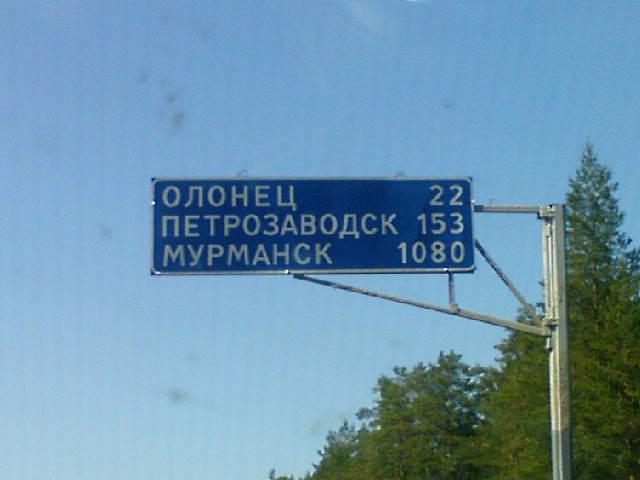 ОЛОНЕЦ 22
ПЕТРОЗАВОДСК 153
МУРМАНСК 1080